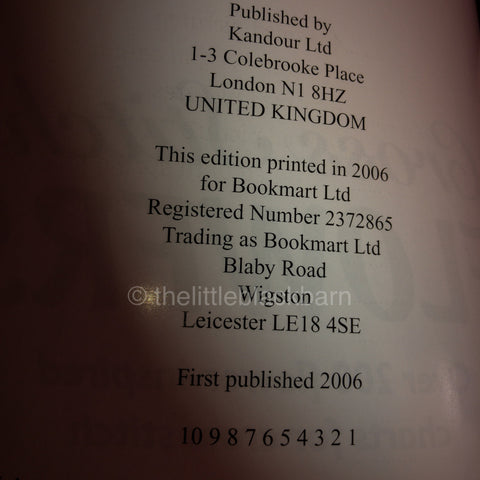 Published by
Kandour Ltd
1-3 Colebrooke Place
London N1 8HZ
UNITED KINGDOM
This edition printed in 2006
for Bookmart Ltd
Registered Number 2372865
Trading as Bookmart Ltd
Blaby Road
Wigston
Leicester LE18 4SE
First published 2006
10 9 8 7 6 5 4 3 2 1